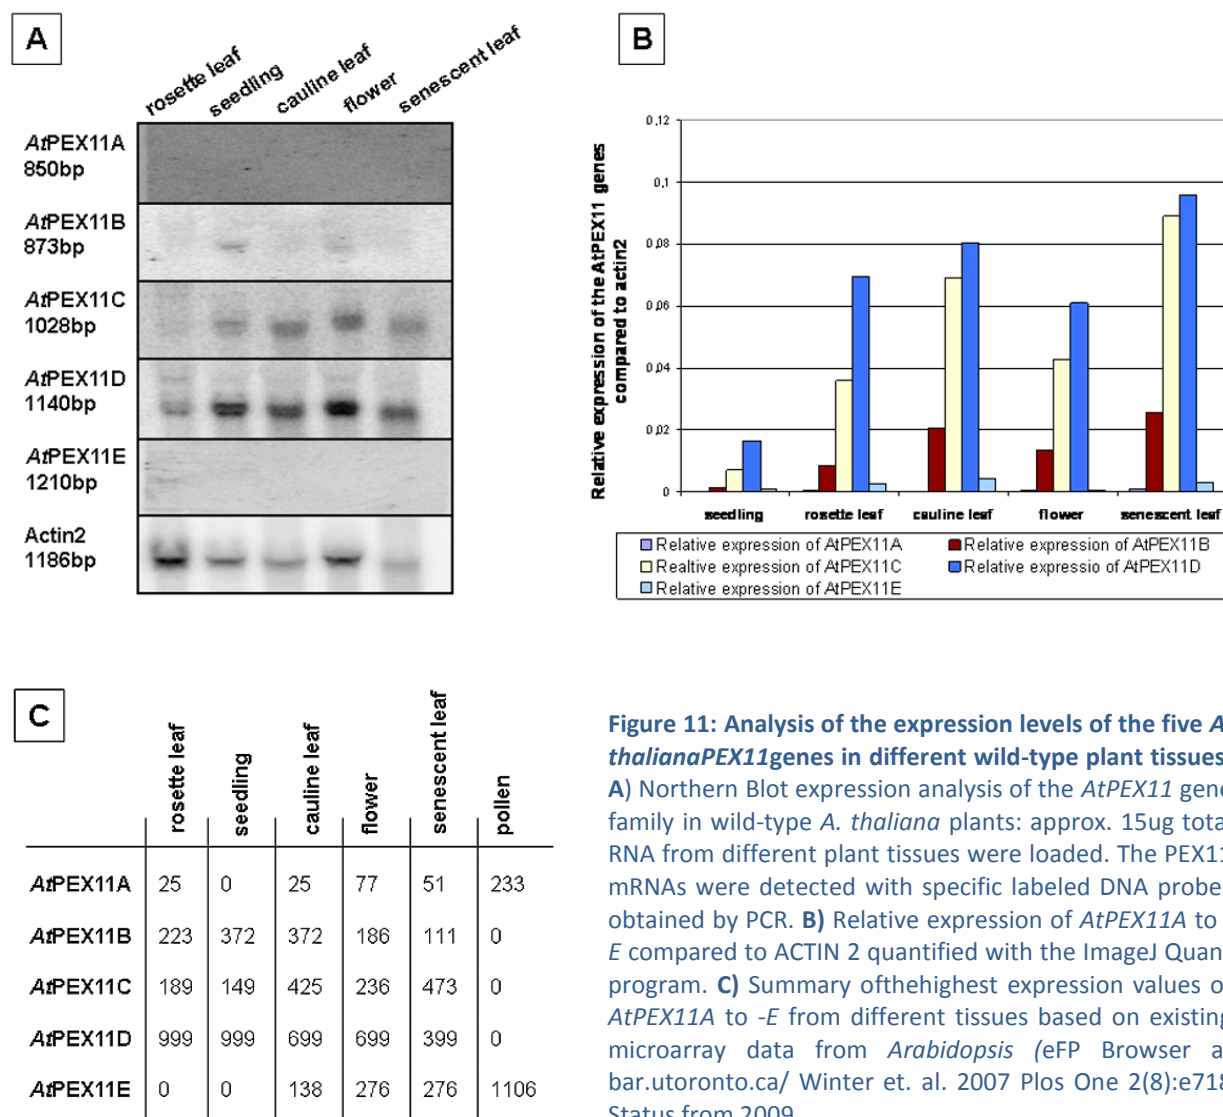 A
rosette leaf
seedling
cauline leaf
flower
senescent leaf
AtPEX11A
850bp
AtPEX11B
873bp
AtPEX11C
1028bp
AtPEX11D
1140bp
AtPEX11E
1210bp
Actin2
1186bp
B
Relative expression of the AtPEX11 genes
compared to actin2
0,12
0,1
0,08
0,06
0,04
0,02
0
seedling rosette leaf cauline leaf flower senescent leaf
Relative expression of AtPEX11A Relative expression of AtPEX11B
Realtive expression of AtPEX11C Relative expressio of AtPEX11D
Relative expression of AtPEX11E
C
rosette leaf
seedling
cauline leaf
flower
senescent leaf
pollen
AtPEX11A 25 0 25 77 51 233
AtPEX11B 223 372 372 186 111 0
AtPEX11C 189 149 425 236 473 0
AtPEX11D 999 999 699 699 399 0
AtPEX11E 0 0 138 276 276 1106
Figure 11: Analysis of the expression levels of the five A
thalianaPEX11genes in different wild-type plant tissues
A) Northern Blot expression analysis of the AtPEX11 gene
family in wild-type A. thaliana plants: approx. 15ug total
RNA from different plant tissues were loaded. The PEX11
mRNAs were detected with specific labeled DNA probes
obtained by PCR. B) Relative expression of AtPEX11A to
E compared to ACTIN 2 quantified with the ImageJ Quan
program. C) Summary ofthehighest expression values o
AtPEX11A to -E from different tissues based on existing
microarray data from Arabidopsis (eFP Browser a
bar.utoronto.ca/ Winter et. al. 2007 Plos One 2(8):e718
Status from 2009